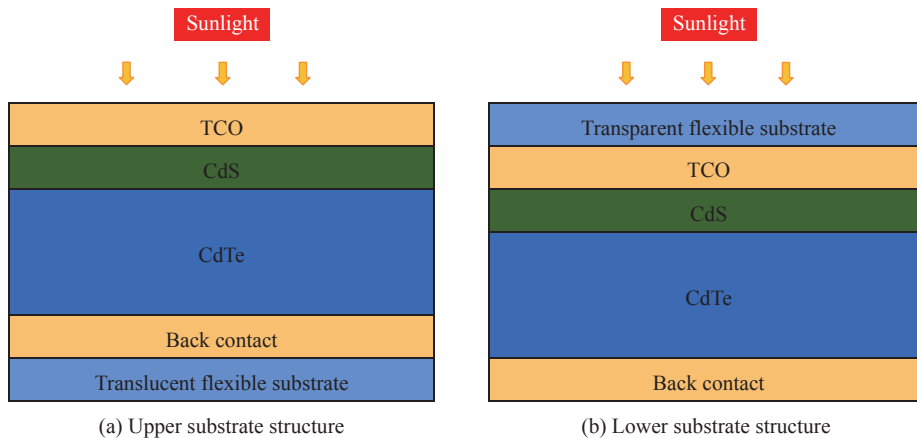 Sunlight
TCO
CdS
CdTe
Back contact
Translucent flexible substrate
(a) Upper substrate structure
Sunlight
Transparent flexible substrate
TCO
CdS
CdTe
Back contact
(b) Lower substrate structure